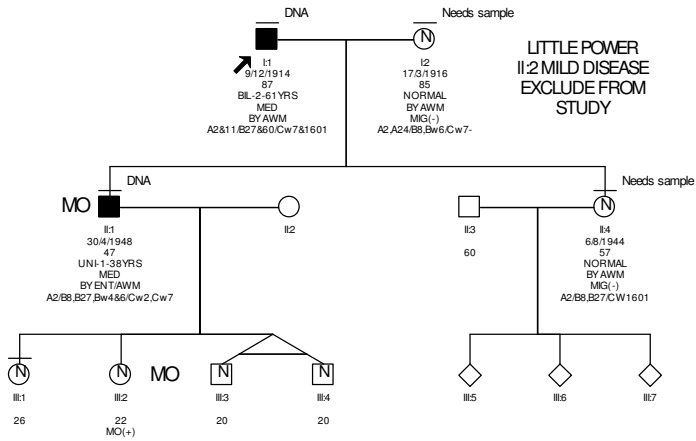 DNA
Needs sample
N
LITTLE POWER
II:2 MILD DISEASE
EXCLUDE FROM
STUDY
I:1
9/12/1914
87
BIL-2-61YRS
MED
BY AWM
A2&11/B27&60/Cw7&1601
I:2
17/3/1916
85
NORMAL
BY AWM
MIG(-)
A2,A24/B8,Bw6/Cw7-
DNA
Needs sample
MO
N
II:1
30/4/1948
47
UNI-1-38YRS
MED
BY ENT/AWM
A2/B8,B27,Bw4&6/Cw2,Cw7
II:2
II:3
60
II:4
6/8/1944
57
NORMAL
BY AWM
MIG(-)
A2/B8,B27/CW1601
N
N
MO
N
N
III:1
26
III:2
22
MO(+)
III:3
20
III:4
20
III:5
III:6
III:7